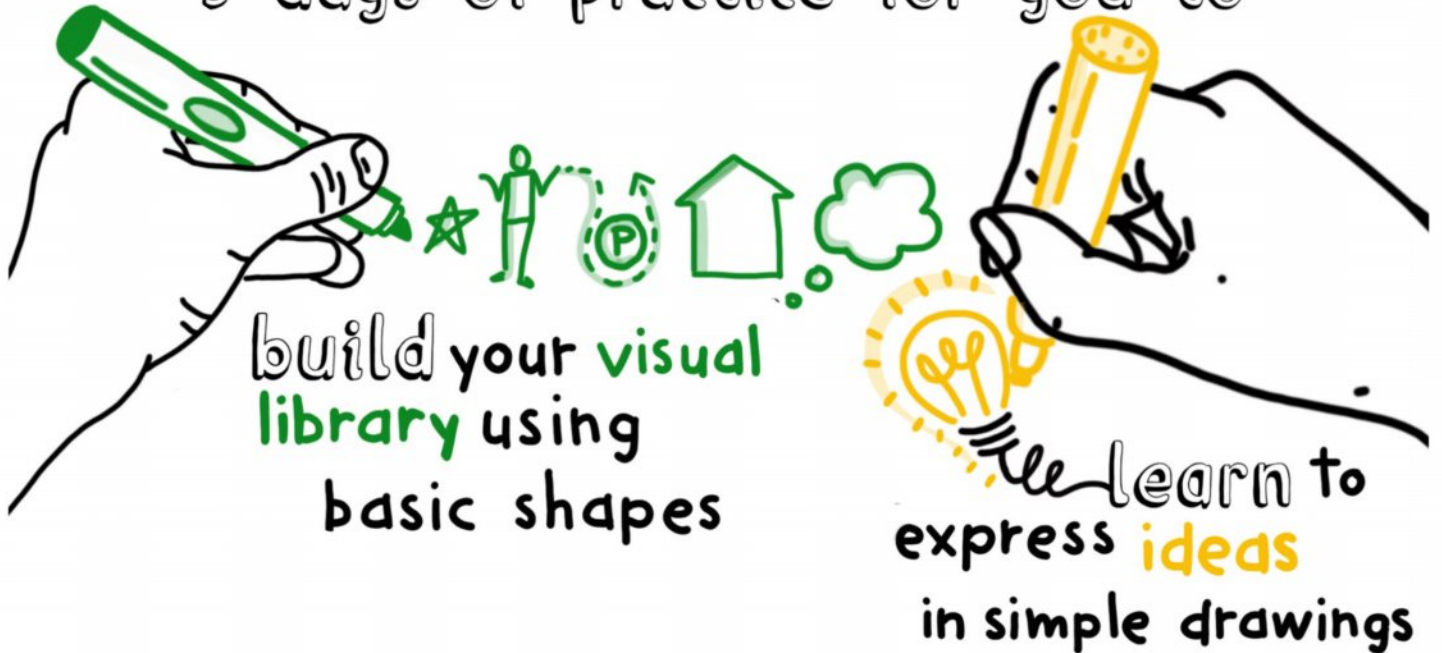 days of practice for you to
P
build your visual
library using
basic shapes
learn to
express ideas
in simple drawings